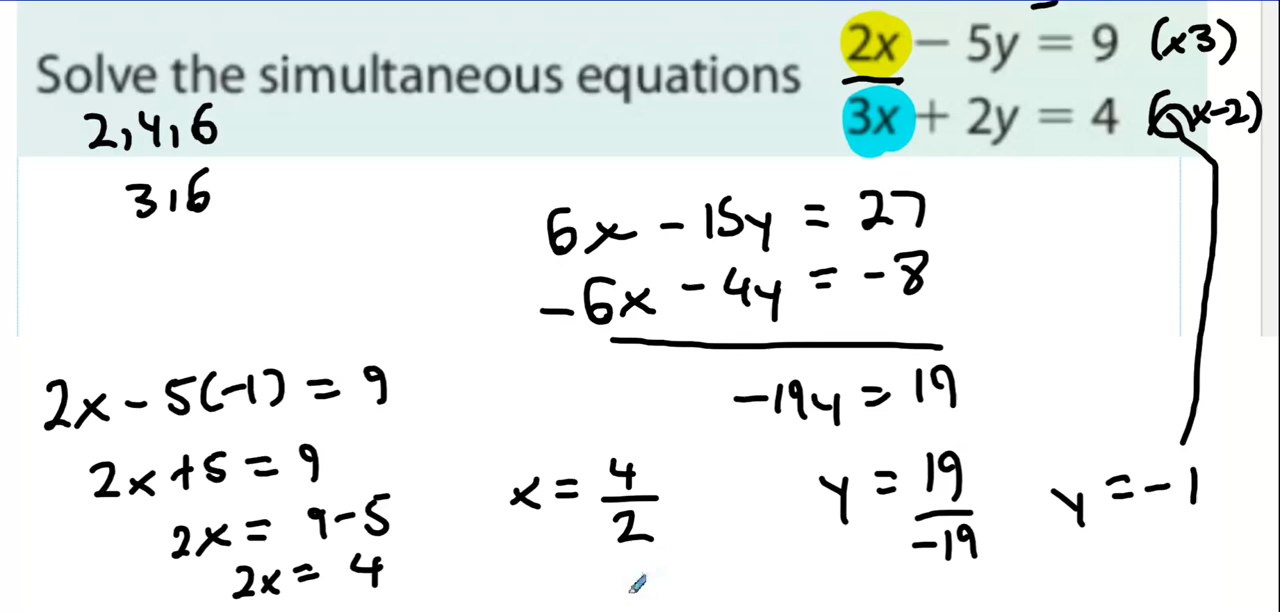 2x − 5y = 9 (x3)
Solve the simultaneous equations
3x + 2y = 4 (x-2)
2,4,6
3,6
6x - 15y = 27
-6x - 4y = -8
-19y = 19
2x - 5(-1) = 9
2x + 5 = 9
x = 4/2
y = 19/-19
y = -1
2x = 9-5
2x = 4